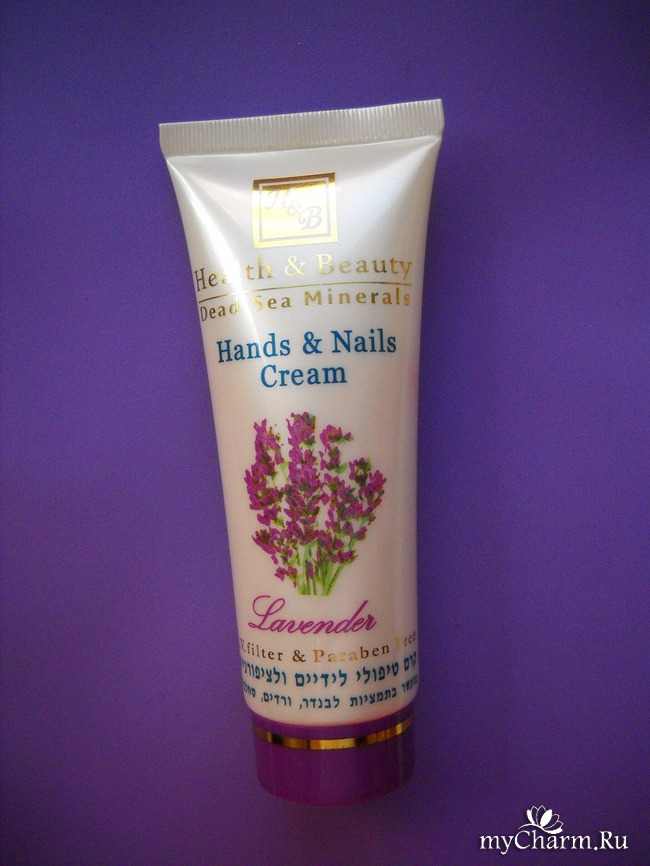 H&B
Health & Beauty
Dead Sea Minerals
Hands & Nails
Cream
Lavender
.filter & Paraben Free
קרם טיפולי לידיים ולציפורניים
מועשר בתמציות לבנדר, ורדים,
myCharm.Ru